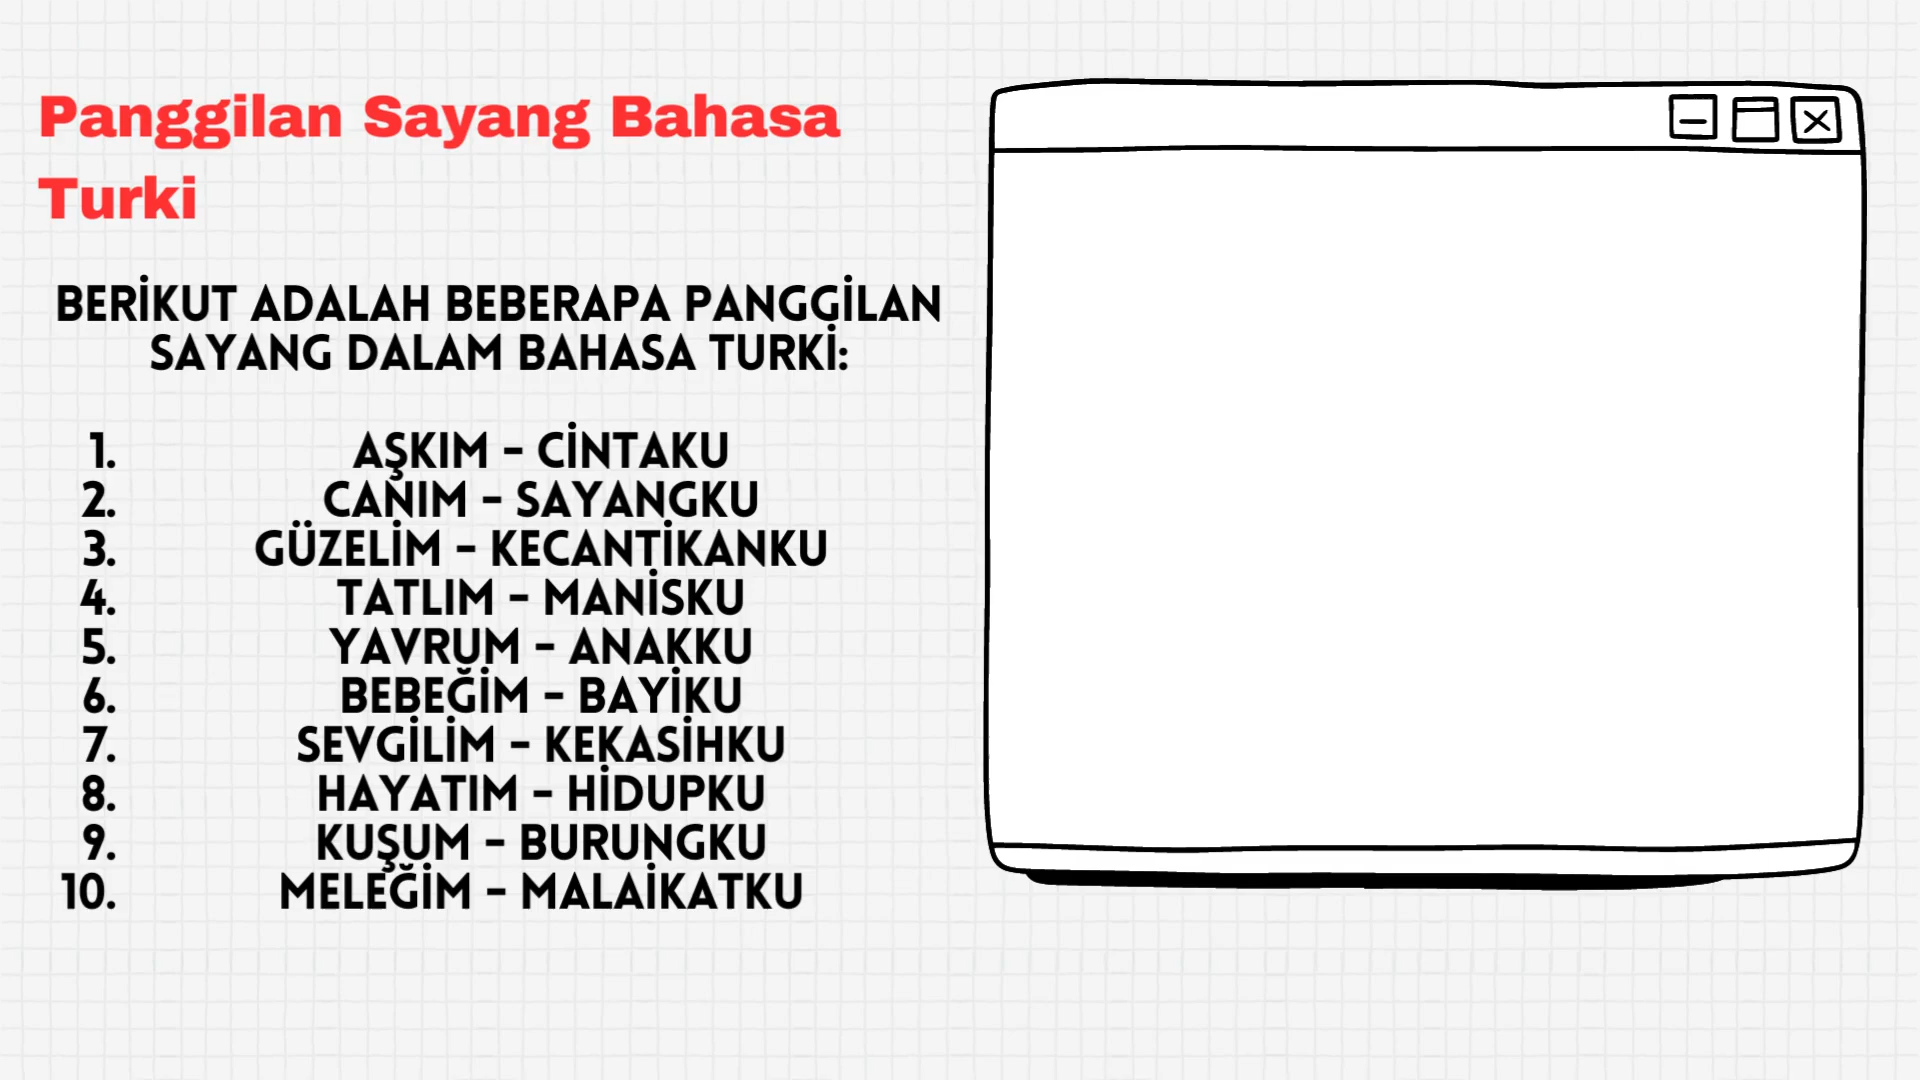 Panggilan Sayang Bahasa
Turki
BERİKUT ADALAH BEBERAPA PANGGİLAN
SAYANG DALAM BAHASA TURKİ:
1. AŞKIM - CİNTAKU
2. CANIM - SAYANGKU
3. GÜZELİM - KECANTİKANKU
4. TATLIM - MANİSKU
5. YAVRUM - ANAKKU
6. BEBEĞİM - BAYİKU
7. SEVGİLİM - KEKASİHKU
8. HAYATIM - HİDUPKU
9. KUŞUM - BURUNGKU
10. MELEĞİM - MALAİKATKU